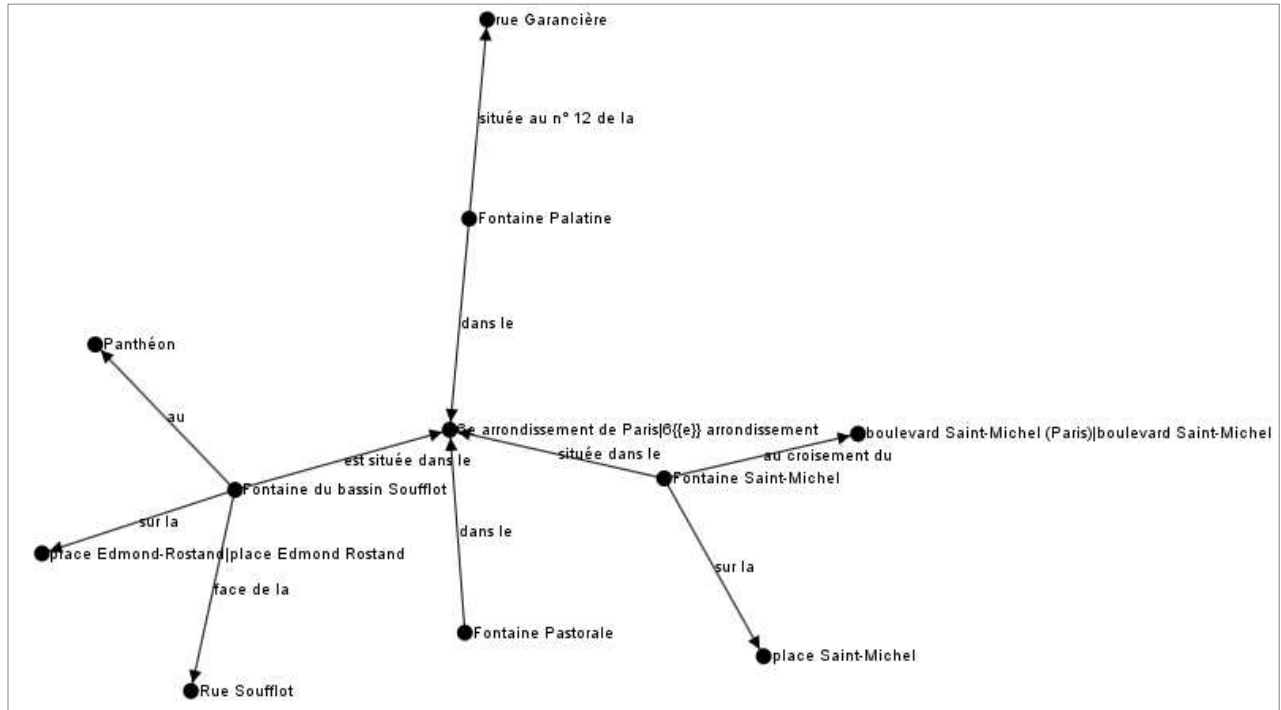 rue Garancière
située au n° 12 de la
Fontaine Palatine
dans le
Panthéon
au
6e arrondissement de Paris|6{{e}} arrondissement
boulevard Saint-Michel (Paris)|boulevard Saint-Michel
est située dans le
située dans le
au croisement du
Fontaine du bassin Soufflot
Fontaine Saint-Michel
sur la
dans le
place Edmond-Rostand|place Edmond Rostand
sur la
face de la
Fontaine Pastorale
place Saint-Michel
Rue Soufflot